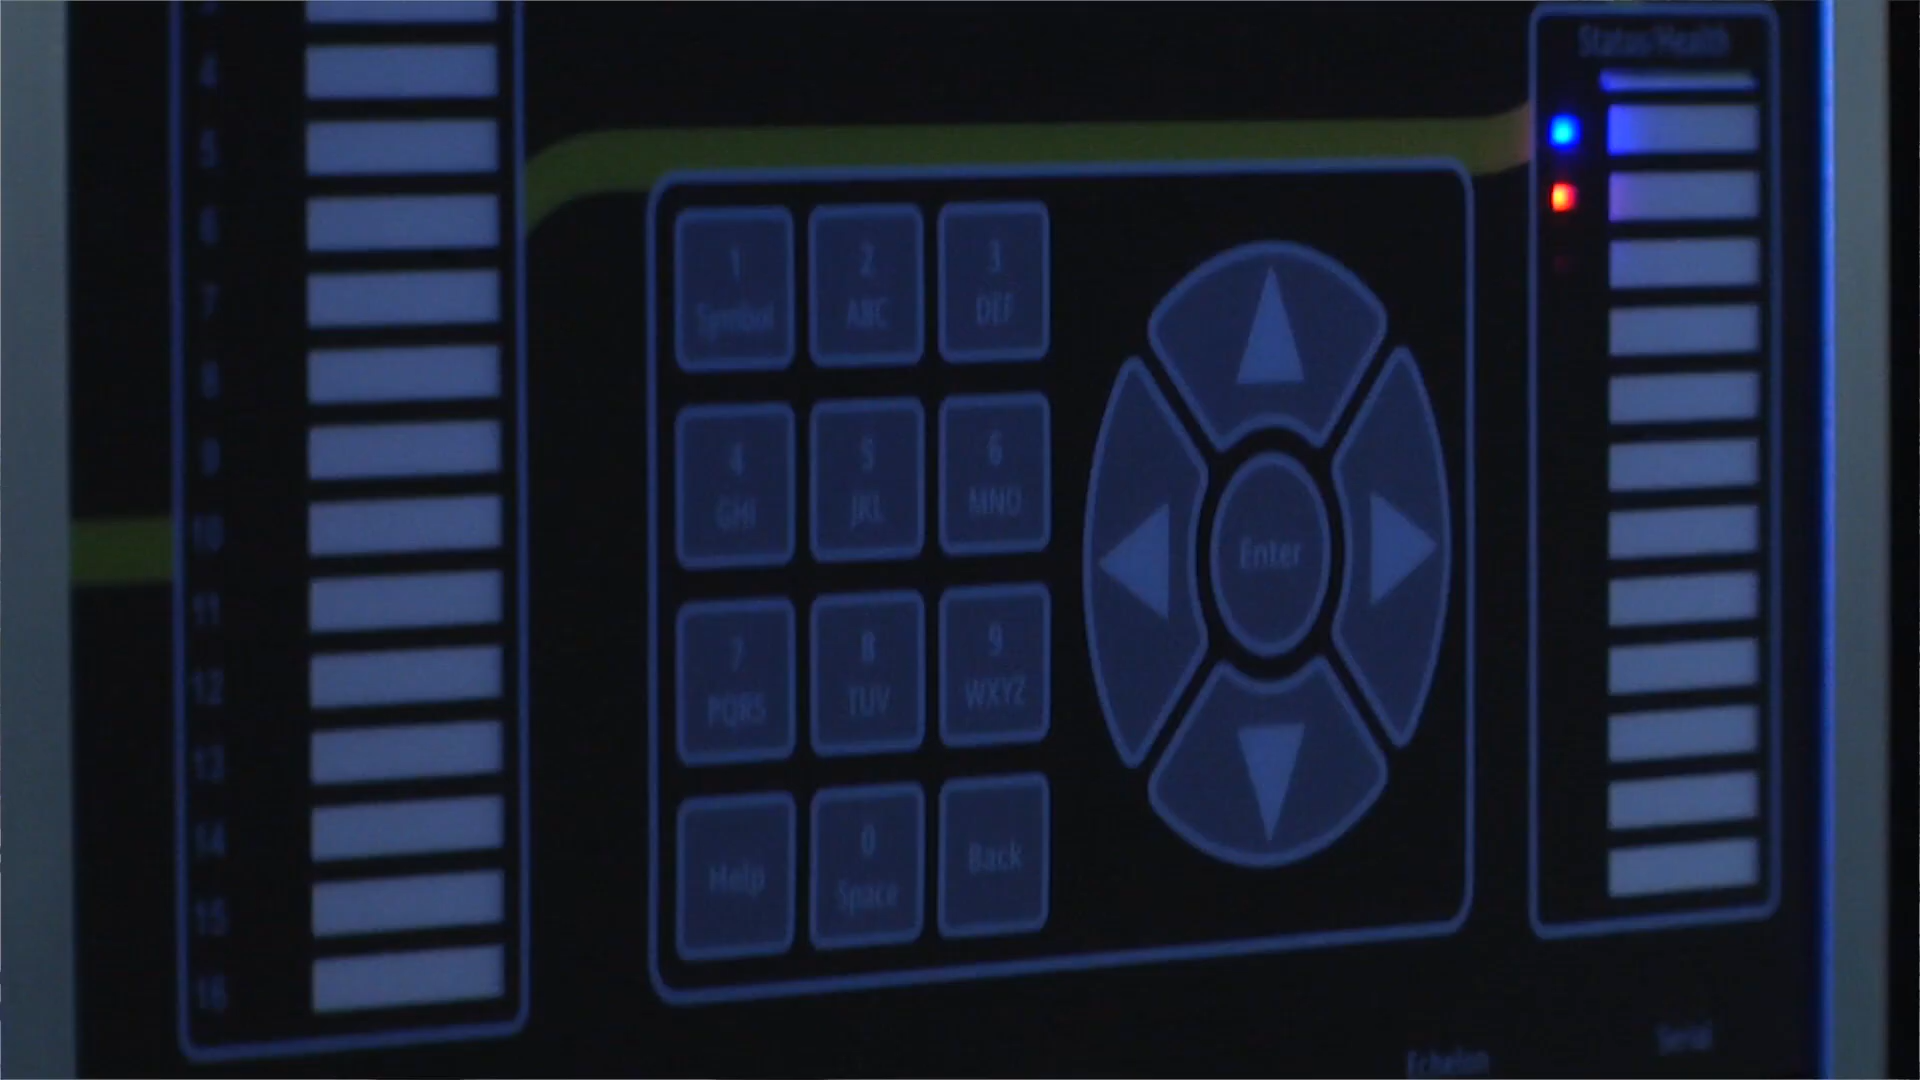 4
5
6
7
8
9
10
11
12
13
14
15
16
1
Symbol
2
ABC
3
DEF
4
GHI
5
JKL
6
MNO
7
PQRS
8
TUV
9
WXYZ
Help
0
Space
Back
Enter
Status/Health
Echelon
Serial